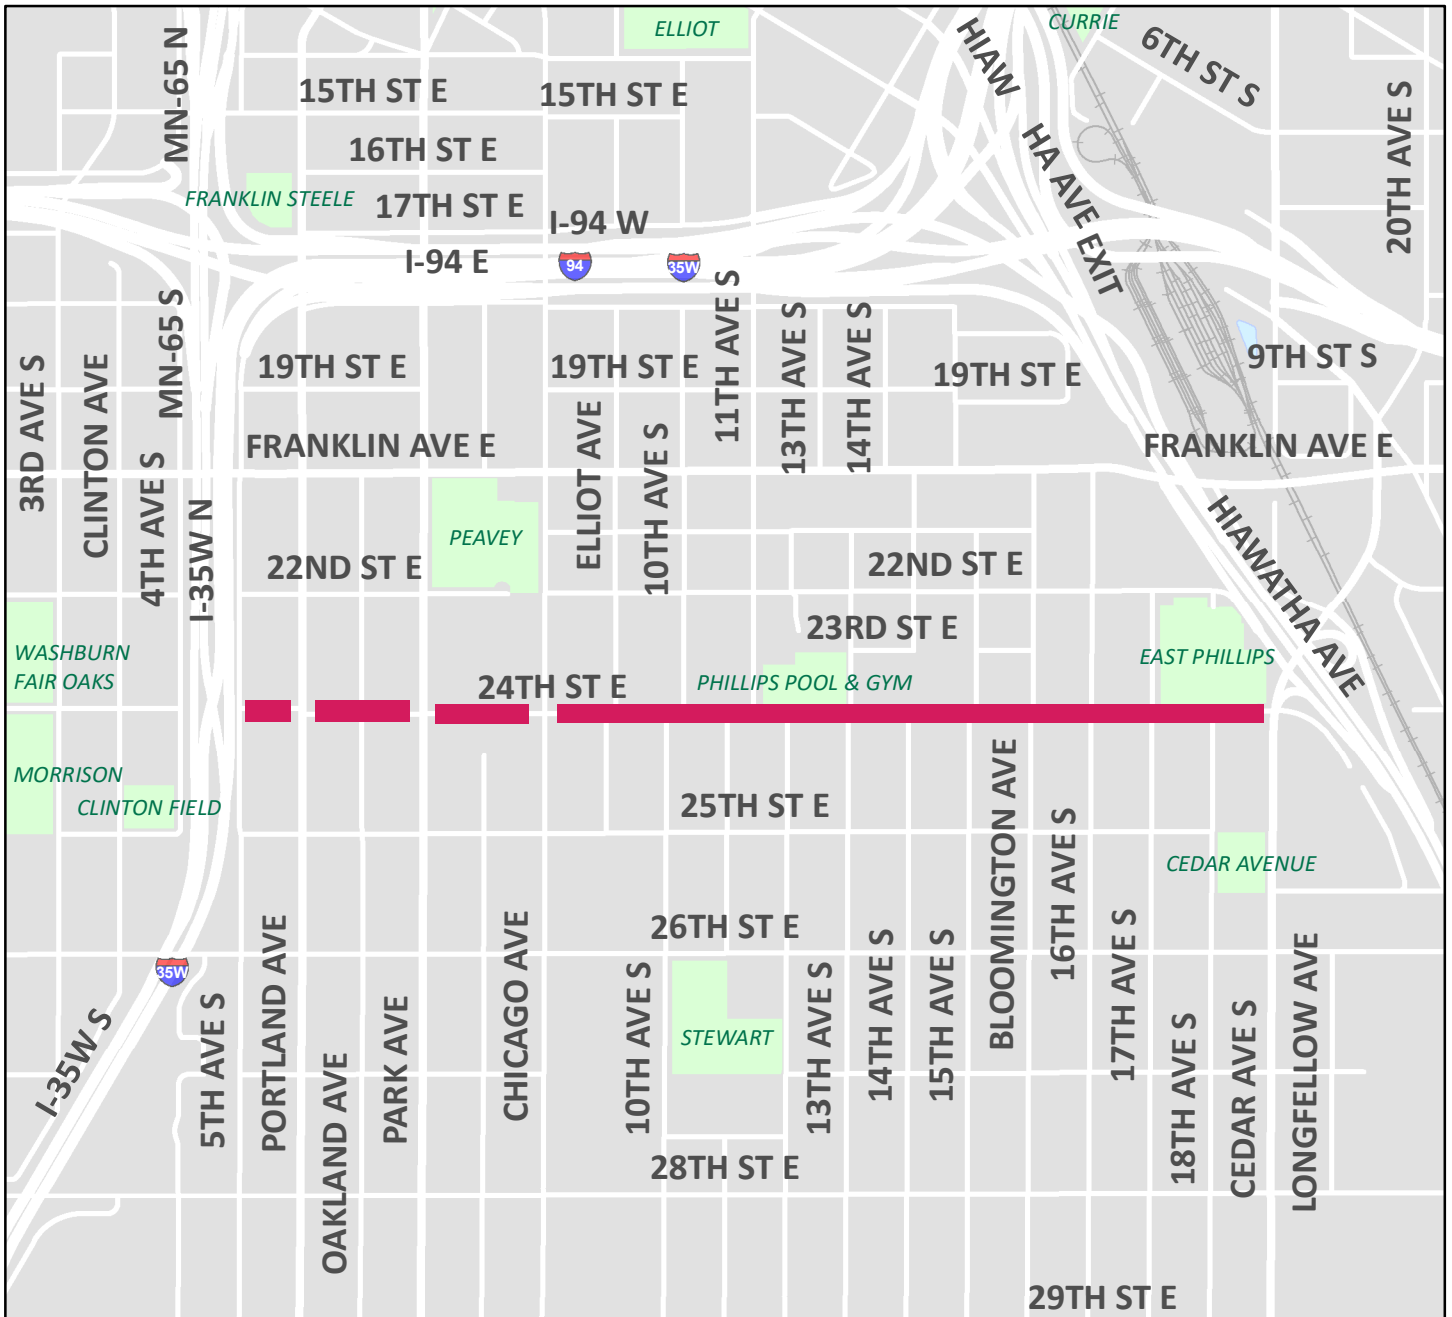 ELLIOT
CURRIE
6TH ST S
HIAW
MN-65 N
15TH ST E
15TH ST E
20TH AVE S
16TH ST E
HA AVE EXIT
FRANKLIN STEELE
17TH ST E
I-94 W
I-94 E
94
35W
11TH AVE S
MN-65 S
13TH AVE S
14TH AVE S
3RD AVE S
CLINTON AVE
19TH ST E
19TH ST E
19TH ST E
9TH ST S
ELLIOT AVE
10TH AVE S
FRANKLIN AVE E
FRANKLIN AVE E
4TH AVE S
I-35W N
PEAVEY
22ND ST E
22ND ST E
HIAWATHA AVE
23RD ST E
WASHBURN
FAIR OAKS
EAST PHILLIPS
24TH ST E
PHILLIPS POOL & GYM
MORRISON
CLINTON FIELD
25TH ST E
BLOOMINGTON AVE
16TH AVE S
CEDAR AVENUE
26TH ST E
35W
I-35W S
5TH AVE S
PORTLAND AVE
OAKLAND AVE
PARK AVE
CHICAGO AVE
10TH AVE S
STEWART
13TH AVE S
14TH AVE S
15TH AVE S
17TH AVE S
18TH AVE S
CEDAR AVE S
LONGFELLOW AVE
28TH ST E
29TH ST E